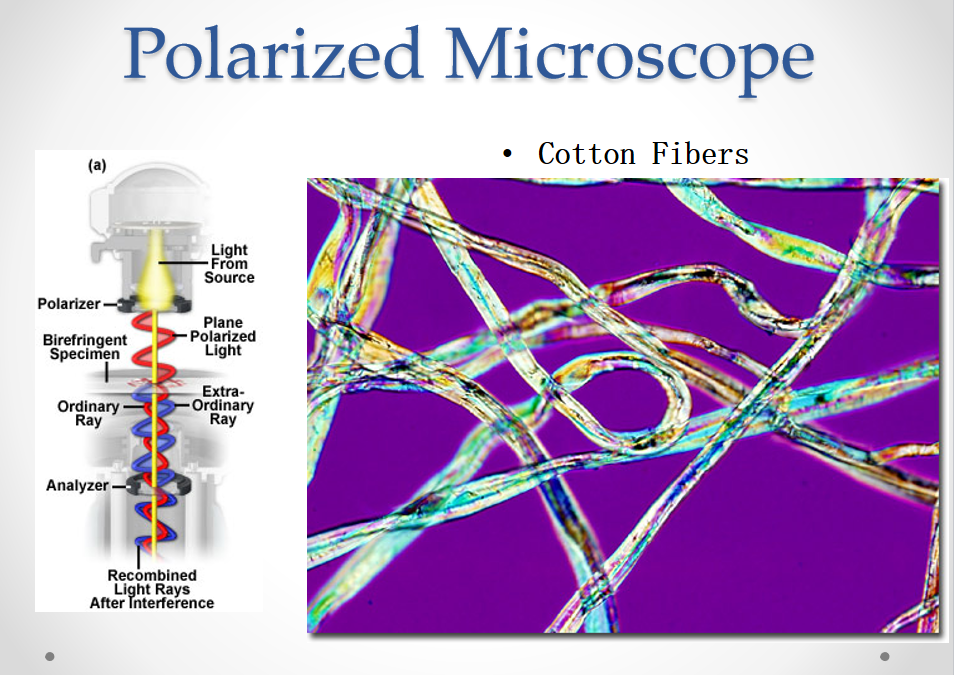 Polarized Microscope
• Cotton Fibers
(a)
Light
From
Source
Polarizer
Plane
Polarized
Light
Birefringent
Specimen
Extra-
Ordinary
Ray
Ordinary
Ray
Analyzer
Recombined
Light Rays
After Interference